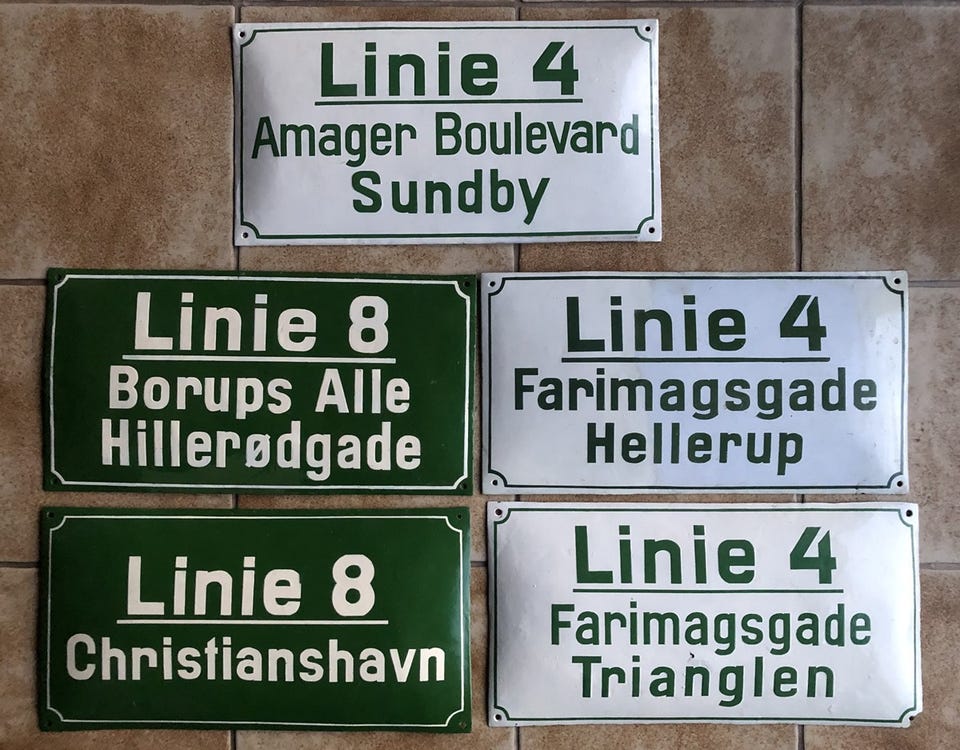 Linie 4
Amager Boulevard
Sundby
Linie 8
Borups Alle
Hillerødgade
Linie 4
Farimagsgade
Hellerup
Linie 8
Christianshavn
Linie 4
Farimagsgade
Trianglen